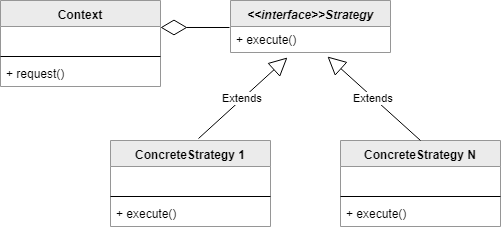 Context
<<interface>>Strategy
+ execute()
+ request()
Extends
Extends
ConcreteStrategy 1
ConcreteStrategy N
+ execute()
+ execute()